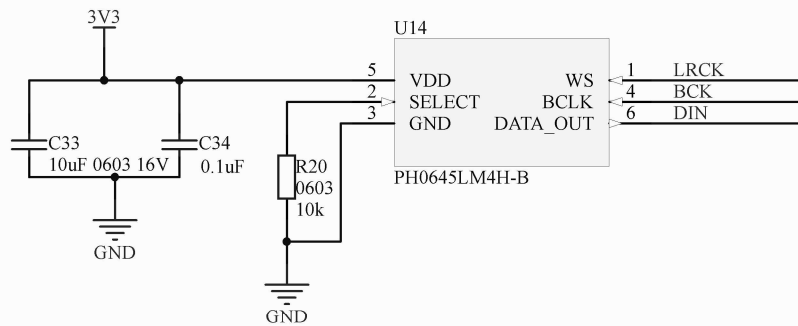 3V3
U14
5 VDD WS 1 LRCK
2 SELECT BCLK 4 BCK
3 GND DATA_OUT 6 DIN
PH0645LM4H-B
C33
10uF 0603 16V
C34
0.1uF
R20
0603
10k
GND
GND